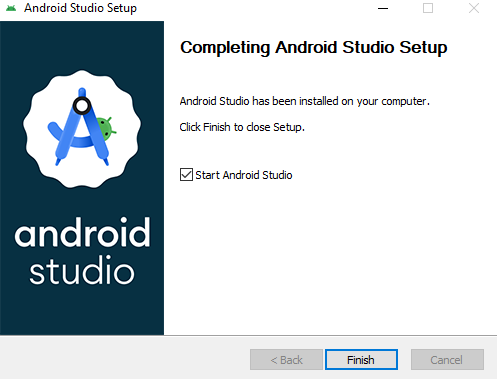 Android Studio Setup
Completing Android Studio Setup
Android Studio has been installed on your computer.
Click Finish to close Setup.
Start Android Studio
android
studio
< Back
Finish
Cancel